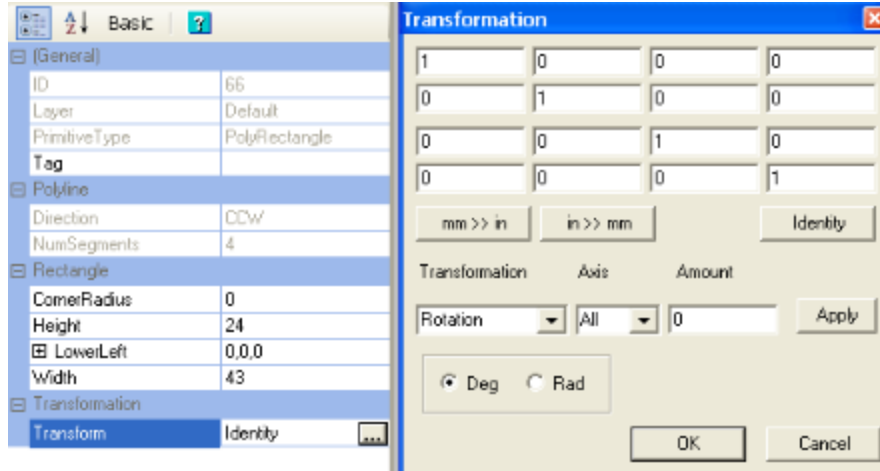 Basic
(General)
ID 66
Layer Default
PrimitiveType PolyRectangle
Tag
Polyline
Direction CCW
NumSegments 4
Rectangle
CornerRadius 0
Height 24
LowerLeft 0,0,0
Width 43
Transformation
Transform Identity ...
Transformation
1 0 0 0
0 1 0 0
0 0 1 0
0 0 0 1
mm >> in in >> mm Identity
Transformation Axis Amount
Rotation All 0 Apply
Deg Rad
OK Cancel